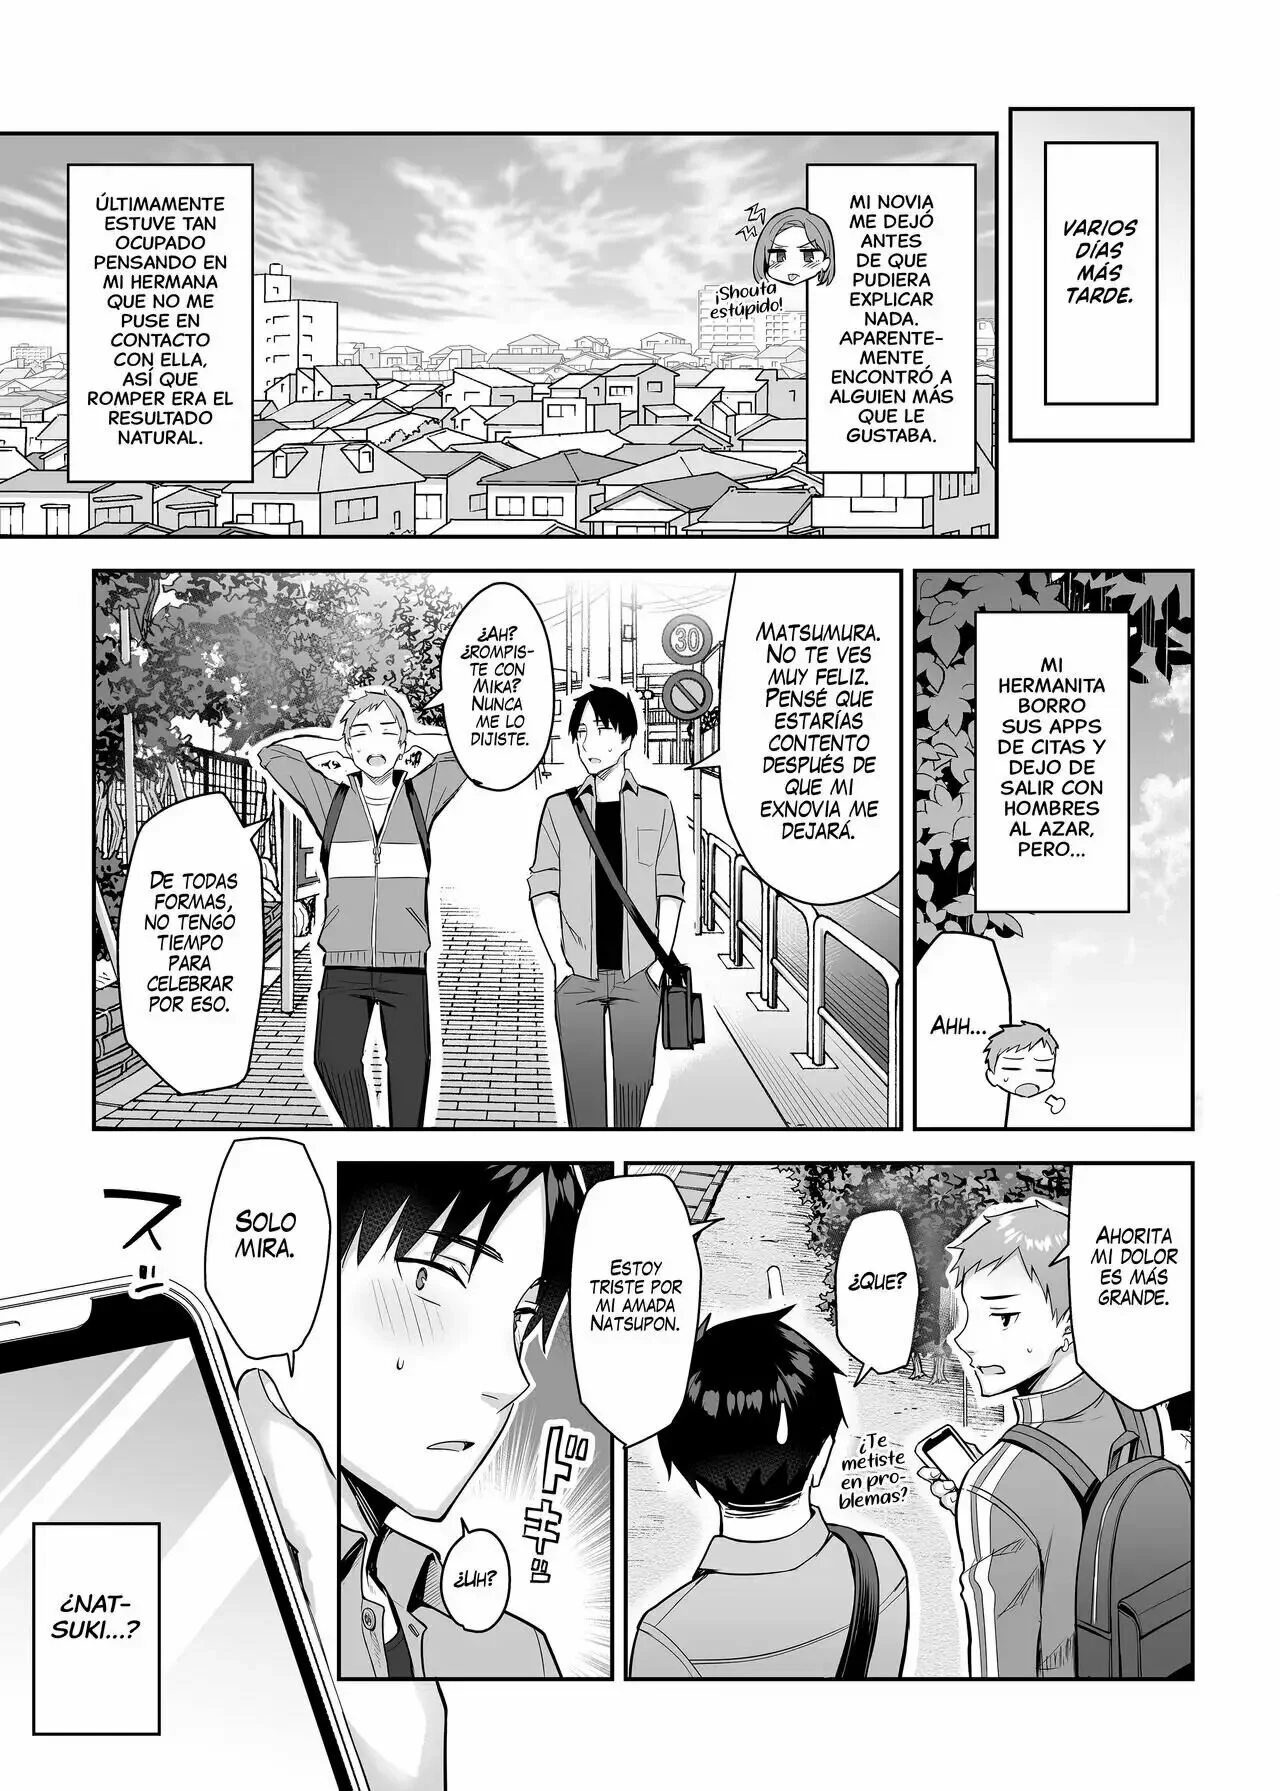 VARIOS
DÍAS
MÁS
TARDE.
MI NOVIA
ME DEJÓ
ANTES
DE QUE
PUDIERA
EXPLICAR
NADA.
APARENTE-
MENTE
ENCONTRÓ A
ALGUIEN MÁS
QUE LE
GUSTABA.
¡Shouta
estúpido!
ÚLTIMAMENTE
ESTUVE TAN
OCUPADO
PENSANDO EN
MI HERMANA
QUE NO ME
PUSE EN
CONTACTO
CON ELLA,
ASÍ QUE
ROMPER ERA EL
RESULTADO
NATURAL.
MI
HERMANITA
BORRO
SUS APPS
DE CITAS Y
DEJO DE
SALIR CON
HOMBRES
AL AZAR,
PERO...
AHH...
MATSUMURA.
NO TE VES
MUY FELIZ.
PENSÉ QUE
ESTARÍAS
CONTENTO
DESPUÉS DE
QUE MI
EXNOVIA ME
DEJARÁ.
30
¿AH?
¿ROMPIS-
TE CON
MIKA?
NUNCA
ME LO
DIJISTE.
DE TODAS
FORMAS,
NO TENGO
TIEMPO
PARA
CELEBRAR
POR ESO.
AHORITA
MI DOLOR
ES MÁS
GRANDE.
¿QUE?
¿Te
metiste
en pro-
blemas?
ESTOY
TRISTE POR
MI AMADA
NATSUPON.
ドキッ
¿UH?
SOLO
MIRA.
スッ
¿NAT-
SUKI...?